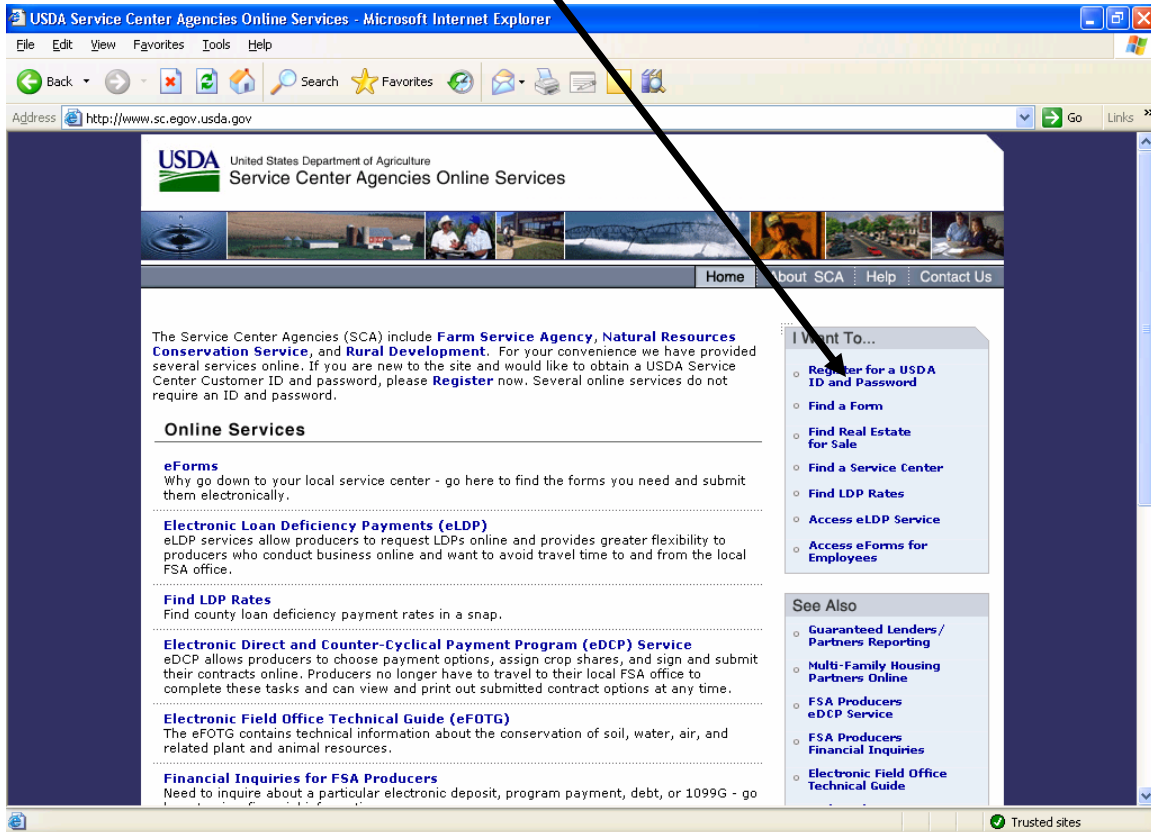 USDA Service Center Agencies Online Services - Microsoft Internet Explorer
File Edit View Favorites Tools Help
Back Search Favorites
Address http://www.sc.egov.usda.gov Go Links »
USDA United States Department of Agriculture
Service Center Agencies Online Services
Home About SCA Help Contact Us
The Service Center Agencies (SCA) include Farm Service Agency, Natural Resources
Conservation Service, and Rural Development. For your convenience we have provided
several services online. If you are new to the site and would like to obtain a USDA Service
Center Customer ID and password, please Register now. Several online services do not
require an ID and password.
Online Services
eForms
Why go down to your local service center - go here to find the forms you need and submit
them electronically.
Electronic Loan Deficiency Payments (eLDP)
eLDP services allow producers to request LDPs online and provides greater flexibility to
producers who conduct business online and want to avoid travel time to and from the local
FSA office.
Find LDP Rates
Find county loan deficiency payment rates in a snap.
Electronic Direct and Counter-Cyclical Payment Program (eDCP) Service
eDCP allows producers to choose payment options, assign crop shares, and sign and submit
their contracts online. Producers no longer have to travel to their local FSA office to
complete these tasks and can view and print out submitted contract options at any time.
Electronic Field Office Technical Guide (eFOTG)
The eFOTG contains technical information about the conservation of soil, water, air, and
related plant and animal resources.
Financial Inquiries for FSA Producers
Need to inquire about a particular electronic deposit, program payment, debt, or 1099G - go
I Want To...
Register for a USDA
ID and Password
Find a Form
Find Real Estate
for Sale
Find a Service Center
Find LDP Rates
Access eLDP Service
Access eForms for
Employees
See Also
Guaranteed Lenders/
Partners Reporting
Multi-Family Housing
Partners Online
FSA Producers
eDCP Service
FSA Producers
Financial Inquiries
Electronic Field Office
Technical Guide
Trusted sites